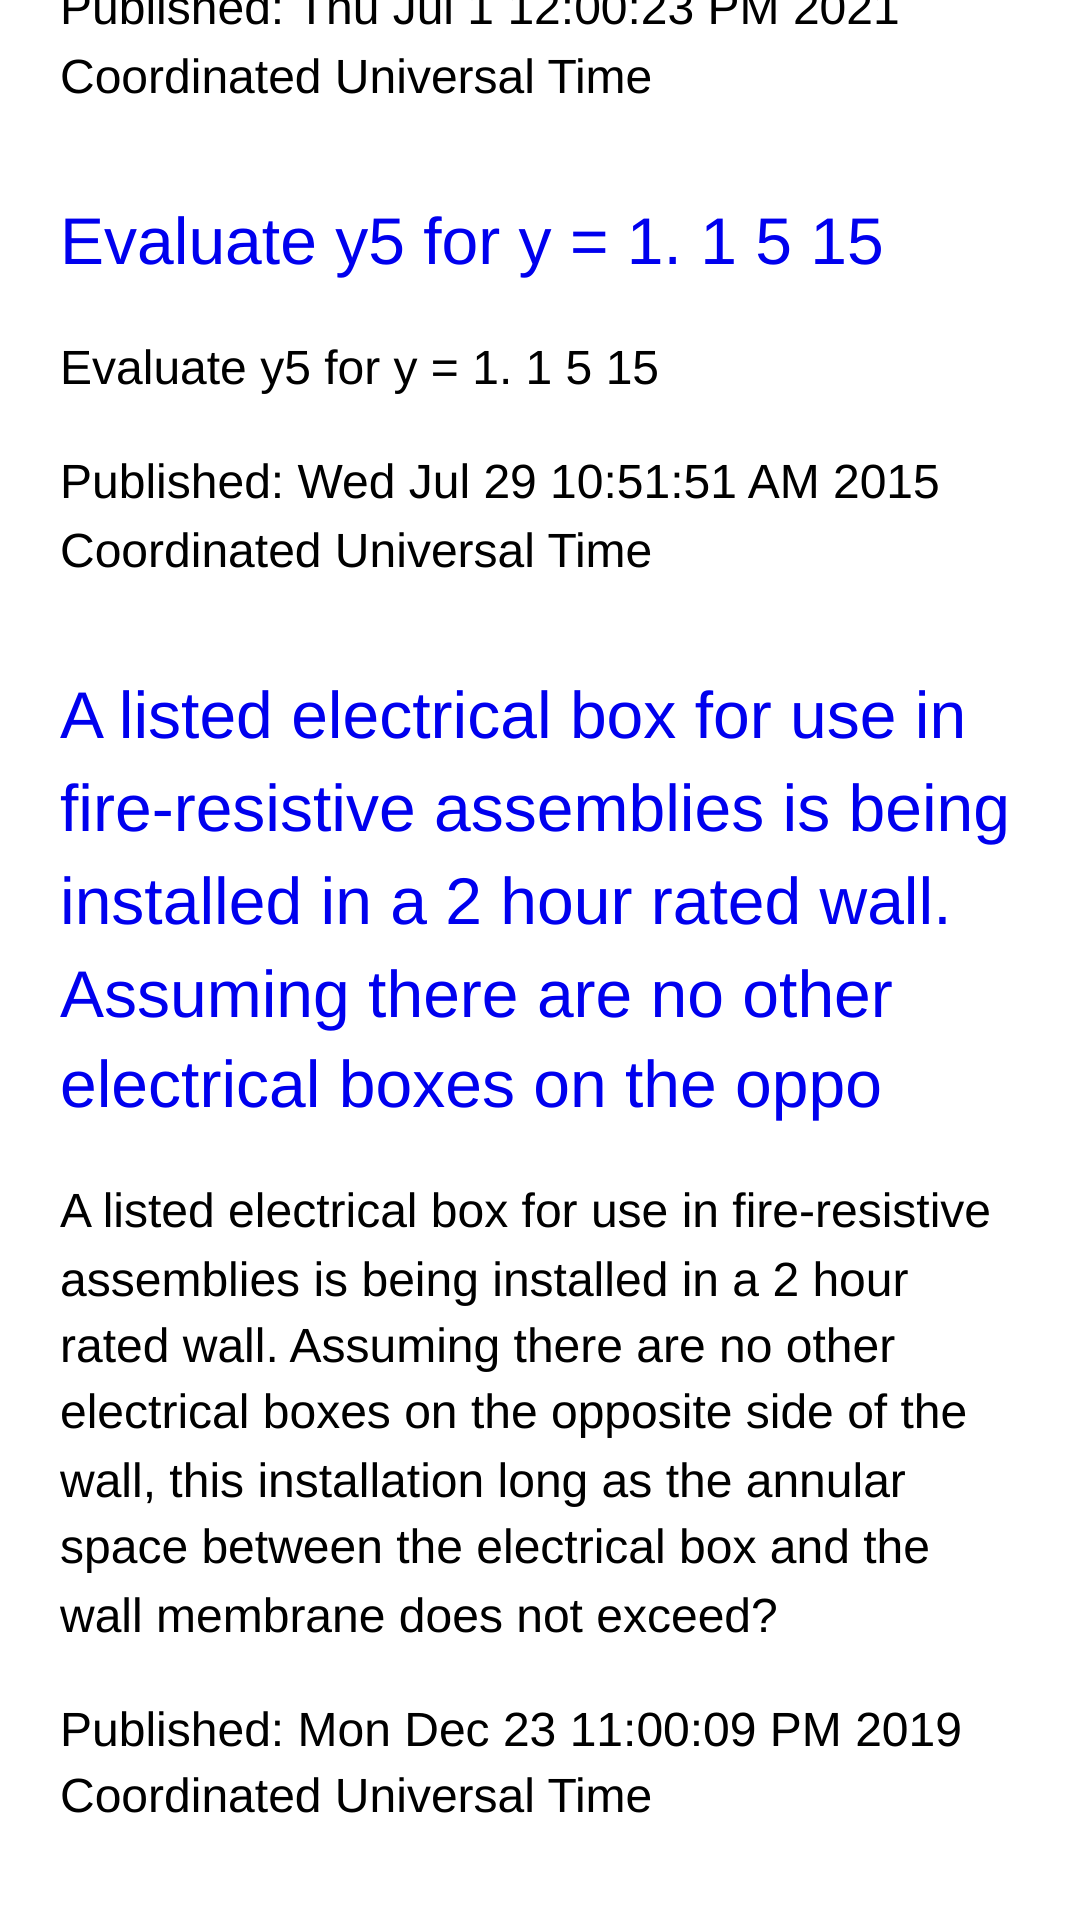 Published: Thu Jul 1 12:00:23 PM 2021
Coordinated Universal Time
Evaluate y5 for y = 1. 1 5 15
Evaluate y5 for y = 1. 1 5 15
Published: Wed Jul 29 10:51:51 AM 2015
Coordinated Universal Time
A listed electrical box for use in
fire-resistive assemblies is being
installed in a 2 hour rated wall.
Assuming there are no other
electrical boxes on the oppo
A listed electrical box for use in fire-resistive
assemblies is being installed in a 2 hour
rated wall. Assuming there are no other
electrical boxes on the opposite side of the
wall, this installation long as the annular
space between the electrical box and the
wall membrane does not exceed?
Published: Mon Dec 23 11:00:09 PM 2019
Coordinated Universal Time